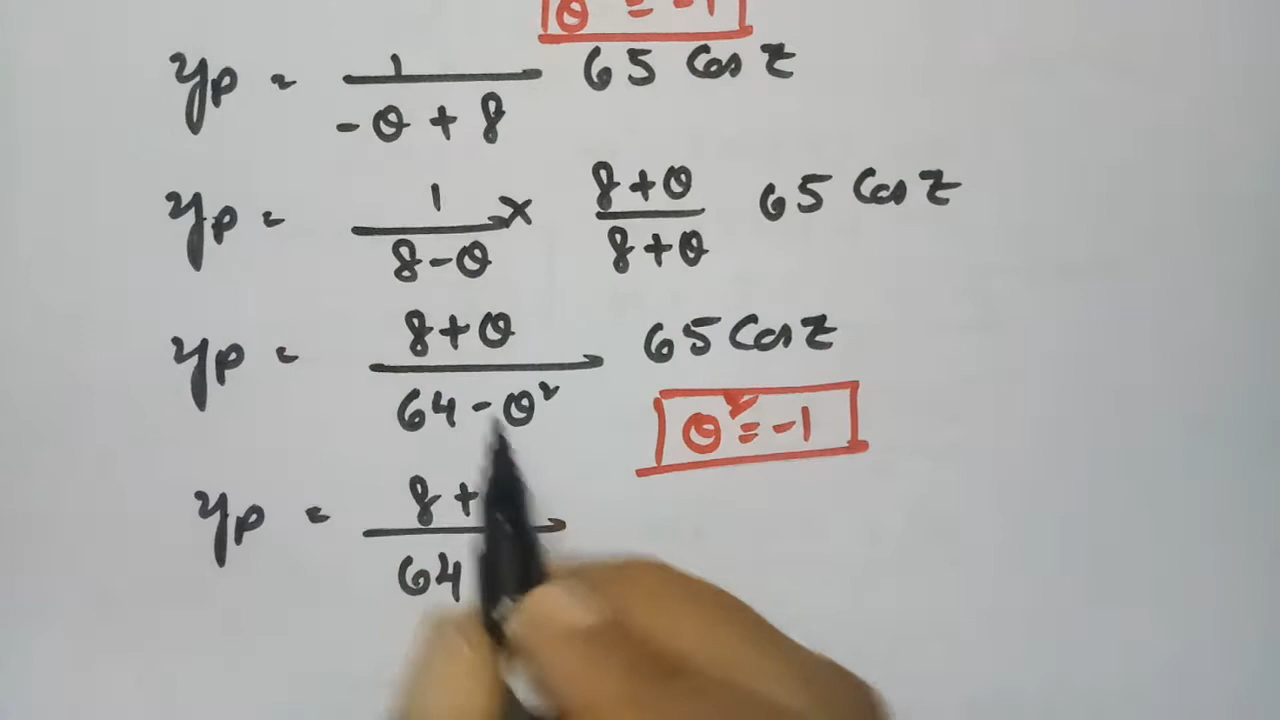 θ² = -1
yp = 1/(-θ + 8) 65 Cos z
yp = 1/(8-θ) × (8+θ)/(8+θ) 65 Cos z
yp = (8+θ)/(64-θ²) 65 Cos z
θ² = -1
yp = 8+ / 64